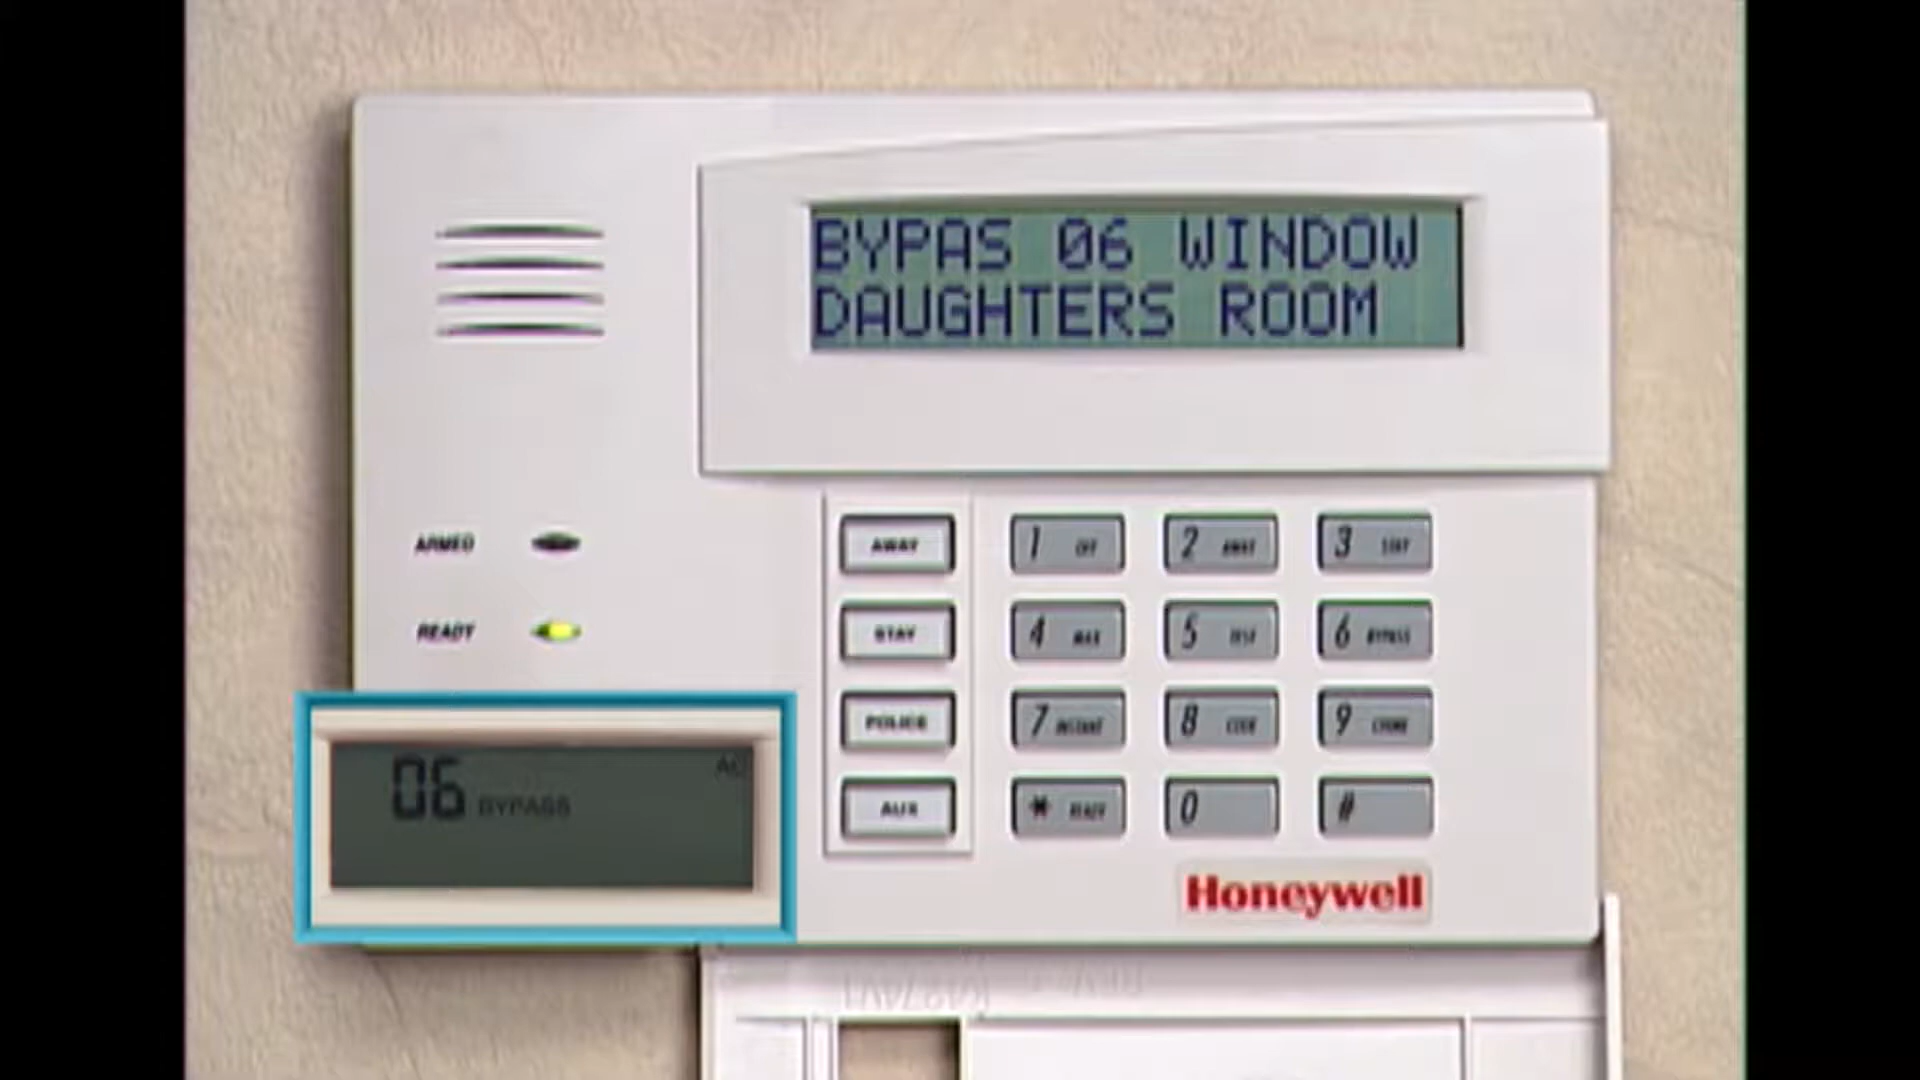 BYPAS 06 WINDOW
DAUGHTERS ROOM
ARMED
READY
AWAY
1 OFF
2 AWAY
3 STAY
STAY
4 MAX
5 TEST
6 BYPASS
POLICE
7 INSTANT
8 CODE
9 CHIME
AUX
* READY
0
#
06 BYPASS
AC
Honeywell